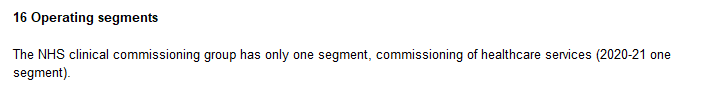 16 Operating segments
The NHS clinical commissioning group has only one segment, commissioning of healthcare services (2020-21 one
segment).